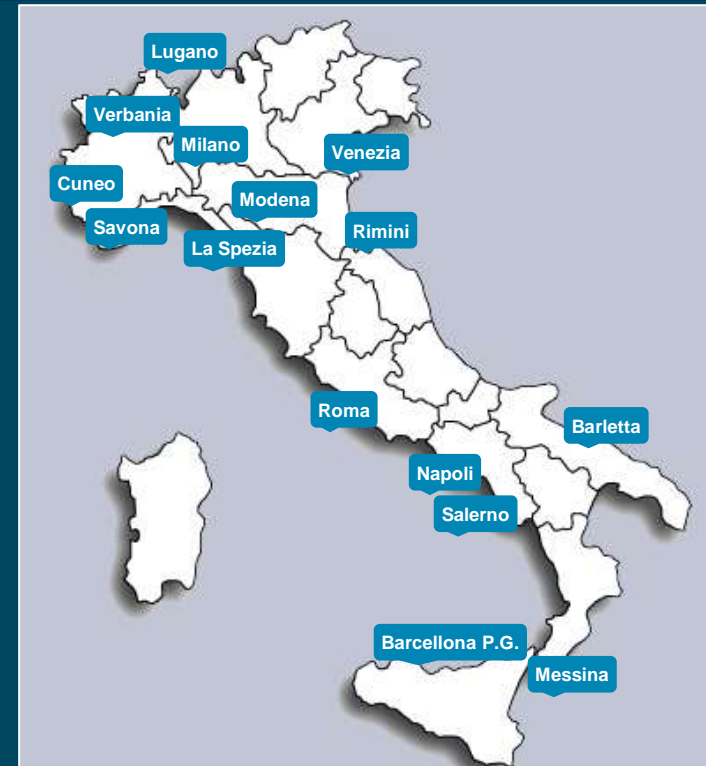 Lugano
Verbania
Milano
Venezia
Cuneo
Modena
Savona
Rimini
La Spezia
Roma
Barletta
Napoli
Salerno
Barcellona P.G.
Messina